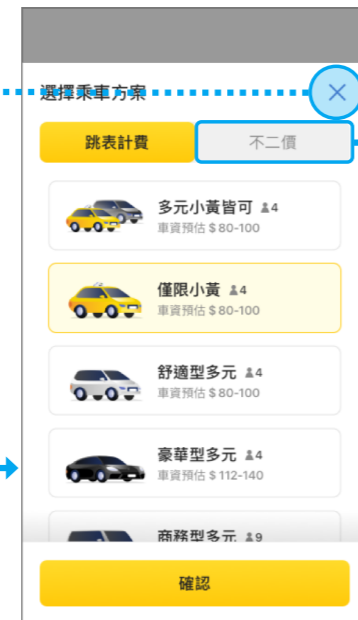 選擇乘車方案
跳表計費
不二價
多元小黃皆可 4
車資預估 $ 80-100
僅限小黃 4
車資預估 $ 80-100
舒適型多元 4
車資預估 $ 80-100
豪華型多元 4
車資預估 $ 112-140
商務型多元 9
確認